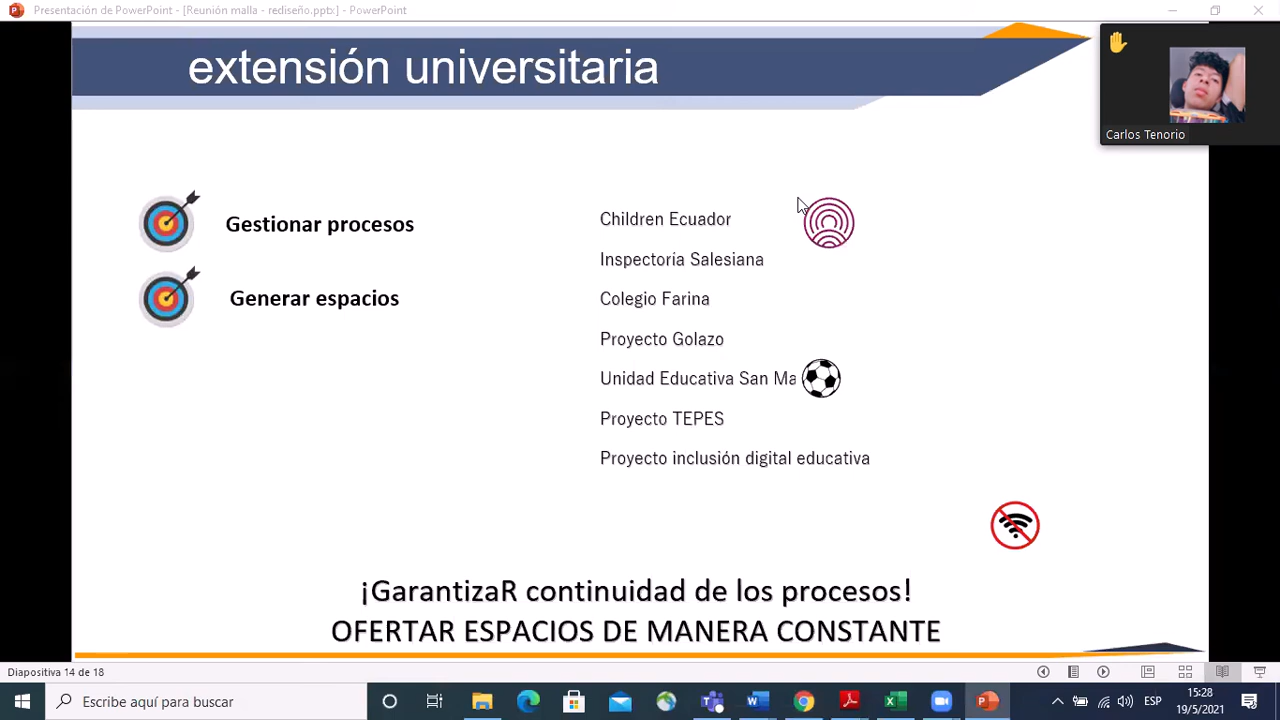 Presentación de PowerPoint - [Reunión malla - rediseño.ppb:] - PowerPoint
extensión universitaria
Carlos Tenorio
Gestionar procesos
Generar espacios
Children Ecuador
Inspectoria Salesiana
Colegio Farina
Proyecto Golazo
Unidad Educativa San Ma
Proyecto TEPES
Proyecto inclusión digital educativa
¡GarantizaR continuidad de los procesos!
OFERTAR ESPACIOS DE MANERA CONSTANTE
Diapositiva 14 de 18
Escribe aquí para buscar
ESP
15:28
19/5/2021